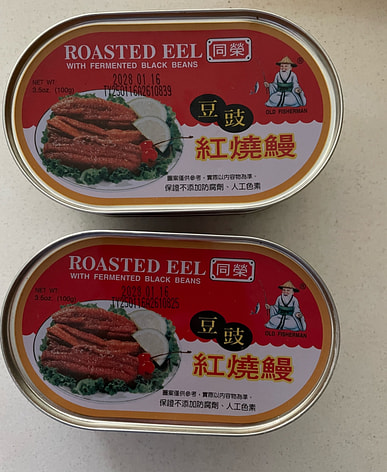 ROASTED EEL 同榮
WITH FERMENTED BLACK BEANS
NET WT
3.5oz. (100g)
2028.01.16
TY250116A2610839
®
OLD FISHERMAN
豆豉
紅燒鰻
圖案僅供參考，實際以內容物為準。
保證不添加防腐劑、人工色素
ROASTED EEL 同榮
WITH FERMENTED BLACK BEANS
NET WT
3.5oz. (100g)
2028.01.16
TY250116A2610825
®
OLD FISHERMAN
豆豉
紅燒鰻
圖案僅供參考，實際以內容物為準。
保證不添加防腐劑、人工色素